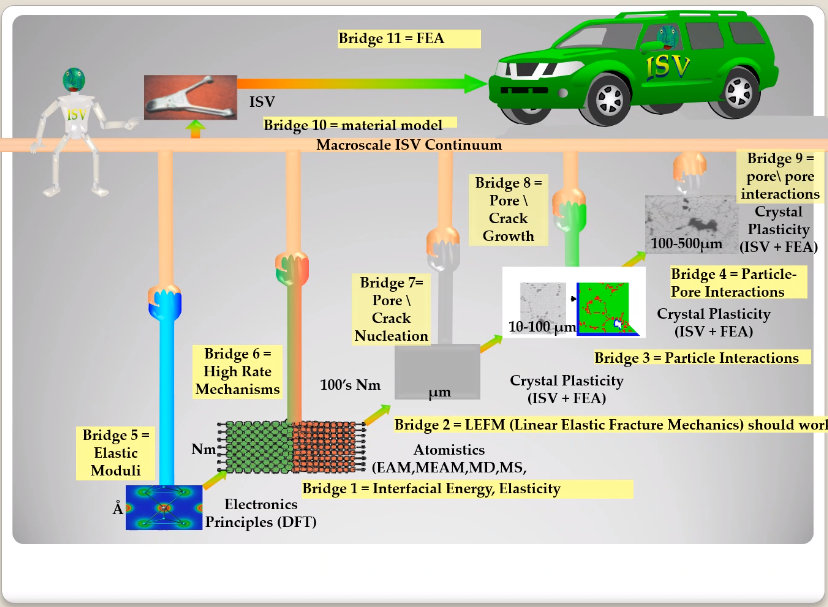 Bridge 11 = FEA
ISV
ISV
ISV
Bridge 10 = material model
Macroscale ISV Continuum
Bridge 9 =
pore\ pore
interactions
Bridge 8 =
Pore \
Crack
Growth
Crystal
Plasticity
(ISV + FEA)
100-500μm
Bridge 4 = Particle-
Pore Interactions
Bridge 7=
Pore \
Crack
Nucleation
10-100 μm
Crystal Plasticity
(ISV + FEA)
Bridge 6 =
High Rate
Mechanisms
Bridge 3 = Particle Interactions
100's Nm
μm
Crystal Plasticity
(ISV + FEA)
Bridge 2 = LEFM (Linear Elastic Fracture Mechanics) should work
Bridge 5 =
Elastic
Moduli
Nm
Atomistics
(EAM,MEAM,MD,MS,
Bridge 1 = Interfacial Energy, Elasticity
Å
Electronics
Principles (DFT)